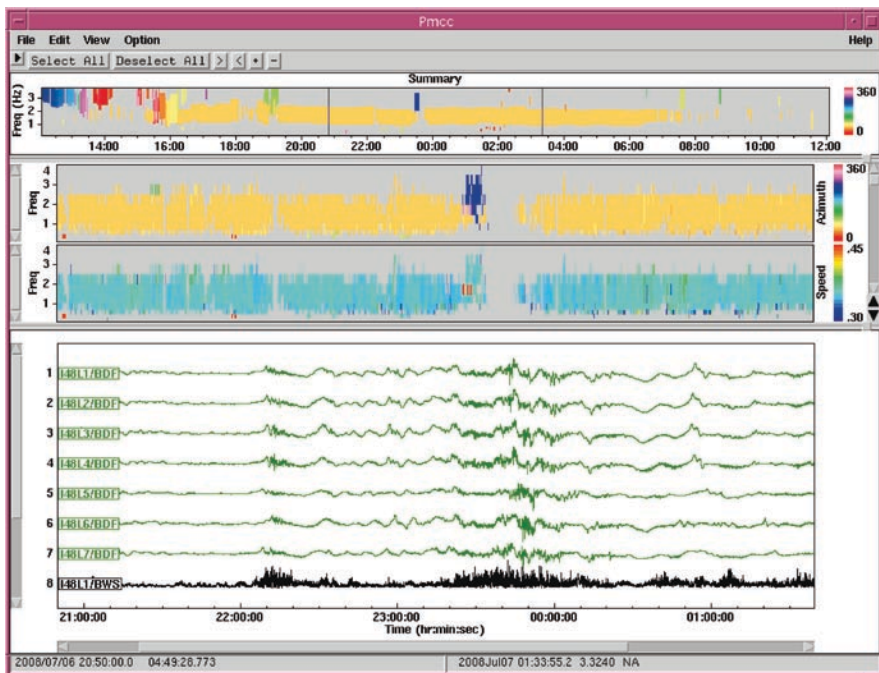 Pmcc
File Edit View Option Help
Select All Deselect All > < + -
Summary
Freq (Hz)
3
2
1
360
0
14:00 16:00 18:00 20:00 22:00 00:00 02:00 04:00 06:00 08:00 10:00 12:00
Freq
4
3
2
1
Azimuth
360
0
Freq
4
3
2
1
Speed
.45
.30
1 I48L1/BDF
2 I48L2/BDF
3 I48L3/BDF
4 I48L4/BDF
5 I48L5/BDF
6 I48L6/BDF
7 I48L7/BDF
8 I48L1/BWS
21:00:00 22:00:00 23:00:00 00:00:00 01:00:00
Time (hr:min:sec)
2008/07/06 20:50:00.0 04:49:28.773 2008Jul07 01:33:55.2 3.3240 NA